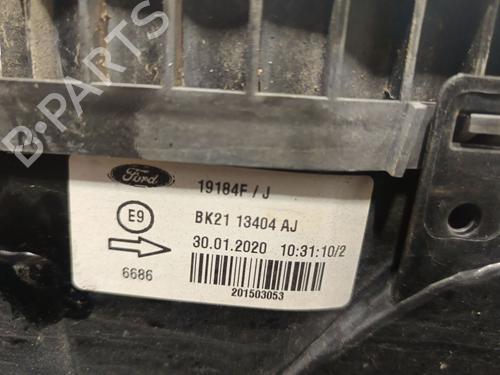 B-PARTS
Ford
19184F / J
E9
BK21 13404 AJ
30.01.2020 10:31:10/2
6686
201503053